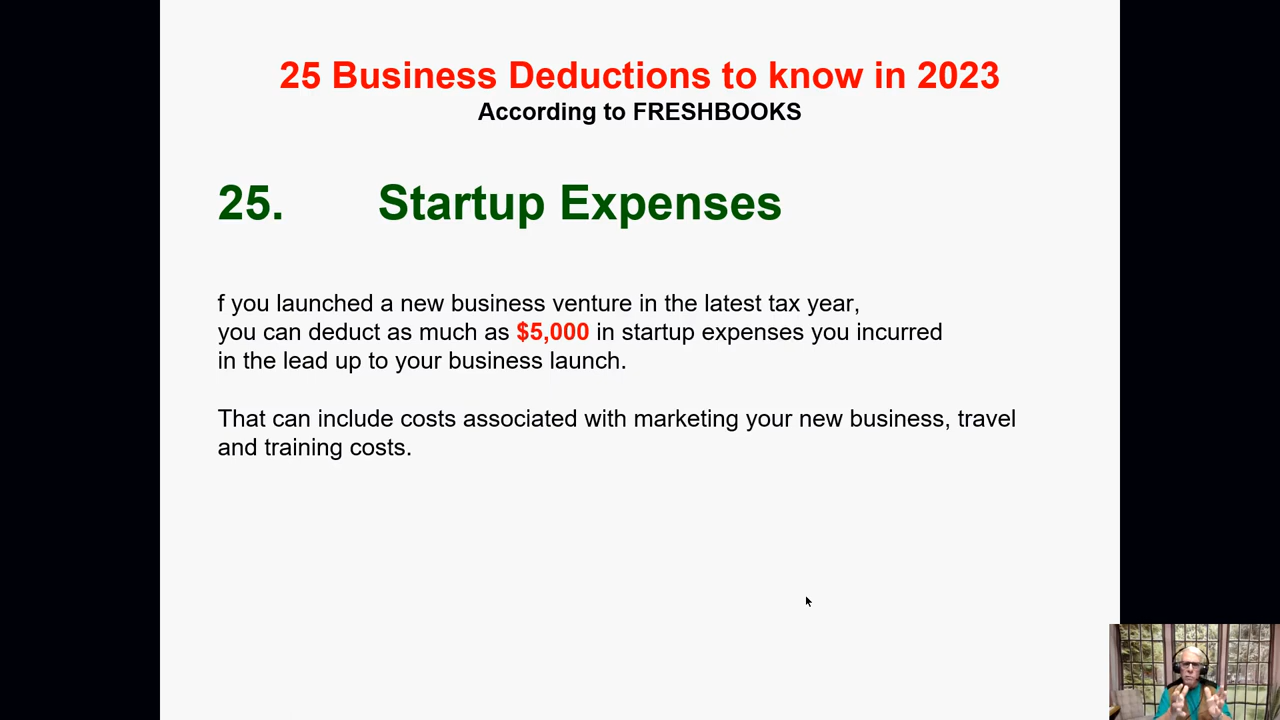 25 Business Deductions to know in 2023
According to FRESHBOOKS
25. Startup Expenses
f you launched a new business venture in the latest tax year,
you can deduct as much as $5,000 in startup expenses you incurred
in the lead up to your business launch.
That can include costs associated with marketing your new business, travel
and training costs.